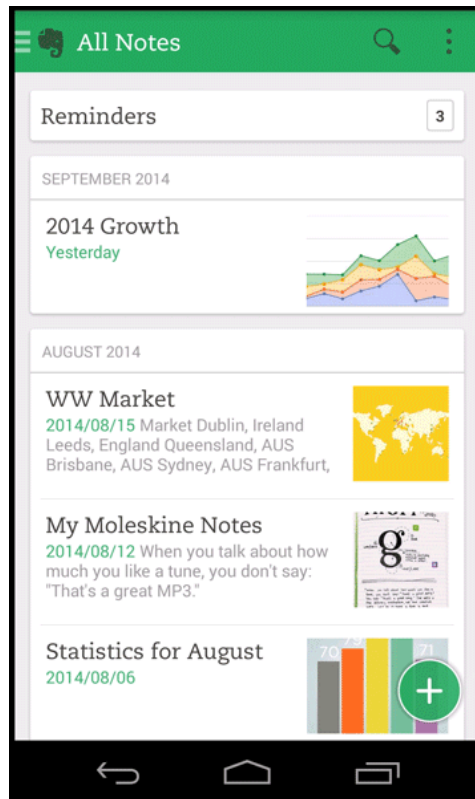 All Notes
Reminders
3
SEPTEMBER 2014
2014 Growth
Yesterday
AUGUST 2014
WW Market
2014/08/15 Market Dublin, Ireland
Leeds, England Queensland, AUS
Brisbane, AUS Sydney, AUS Frankfurt,
My Moleskine Notes
2014/08/12 When you talk about how
much you like a tune, you don't say:
"That's a great MP3."
g
Statistics for August
2014/08/06
70
79
71
+